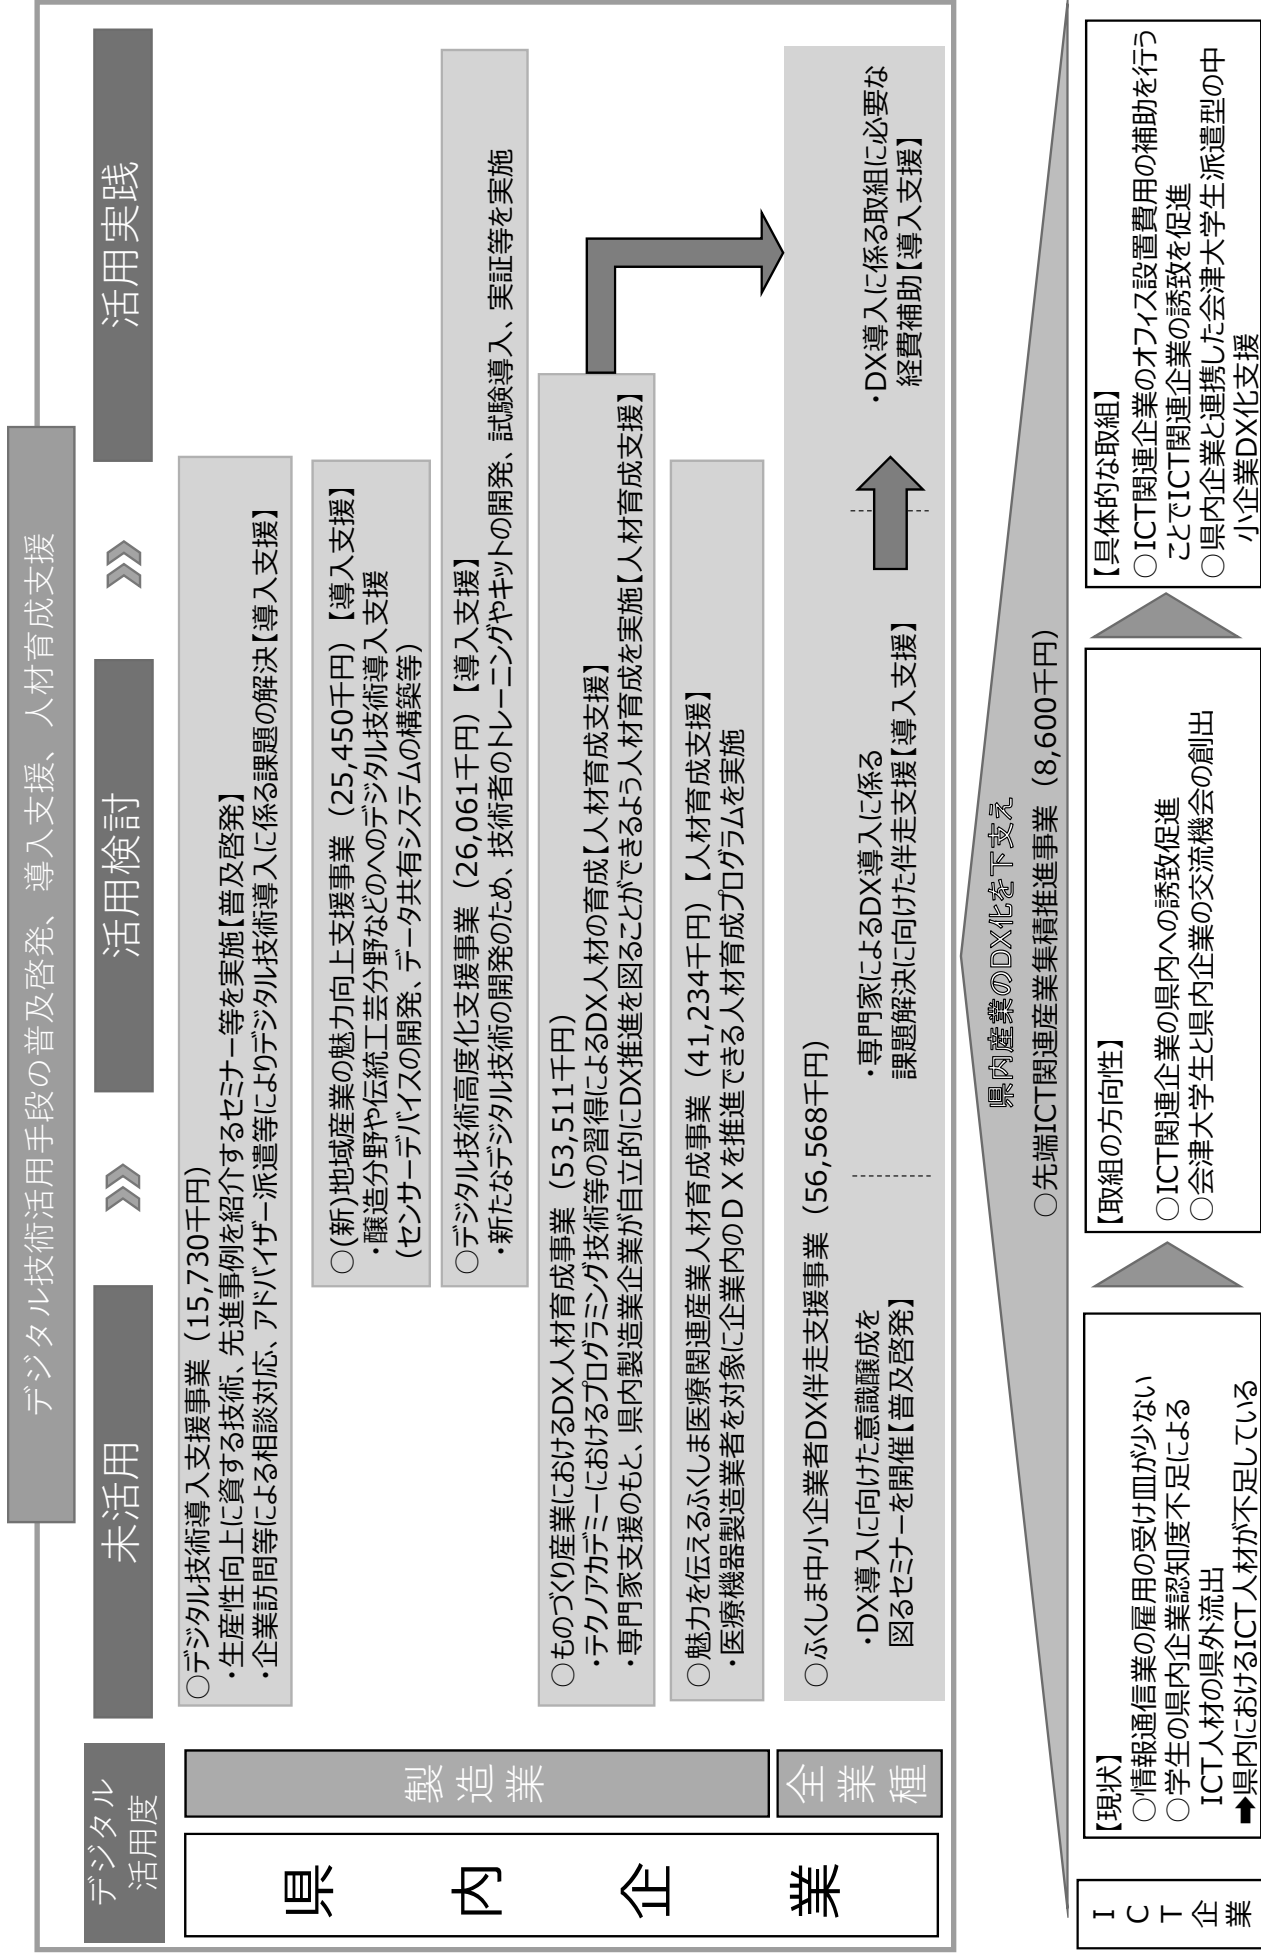 デジタル技術活用手段の普及啓発、導入支援、人材育成支援
デジタル
活用度
未活用
活用検討
活用実践
県内企業
製造業
○デジタル技術導入支援事業（15,730千円）
・生産性向上に資する技術、先進事例を紹介するセミナー等を実施【普及啓発】
・企業訪問等による相談対応、アドバイザー派遣等によりデジタル技術導入に係る課題の解決【導入支援】
○(新)地域産業の魅力向上支援事業（25,450千円）【導入支援】
・醸造分野や伝統工芸分野などのへのデジタル技術導入支援
(センサーデバイスの開発、データ共有システムの構築等)
○デジタル技術高度化支援事業（26,061千円）【導入支援】
・新たなデジタル技術の開発のため、技術者のトレーニングやキットの開発、試験導入、実証等を実施
○ものづくり産業におけるDX人材育成事業（53,511千円）
・テクノアカデミーにおけるプログラミング技術等の習得によるDX人材の育成【人材育成支援】
・専門家支援のもと、県内製造業企業が自立的にDX推進を図ることができるよう人材育成を実施【人材育成支援】
○魅力を伝えるふくしま医療関連産業人材育成事業（41,234千円）【人材育成支援】
・医療機器製造業者を対象に企業内のＤＸを推進できる人材育成プログラムを実施
全業種
○ふくしま中小企業者DX伴走支援事業（56,568千円）
・DX導入に向けた意識醸成を
図るセミナーを開催【普及啓発】
・専門家によるDX導入に係る
課題解決に向けた伴走支援【導入支援】
・DX導入に係る取組に必要な
経費補助【導入支援】
県内産業のDX化を下支え
○先端ICT関連産業集積推進事業（8,600千円）
ICT企業
【現状】
○情報通信業の雇用の受け皿が少ない
○学生の県内企業認知度不足による
ICT人材の県外流出
➡県内におけるICT人材が不足している
【取組の方向性】
○ICT関連企業の県内への誘致促進
○会津大学生と県内企業の交流機会の創出
【具体的な取組】
○ICT関連企業のオフィス設置費用の補助を行う
ことでICT関連企業の誘致を促進
○県内企業と連携した会津大学生派遣型の中
小企業DX化支援